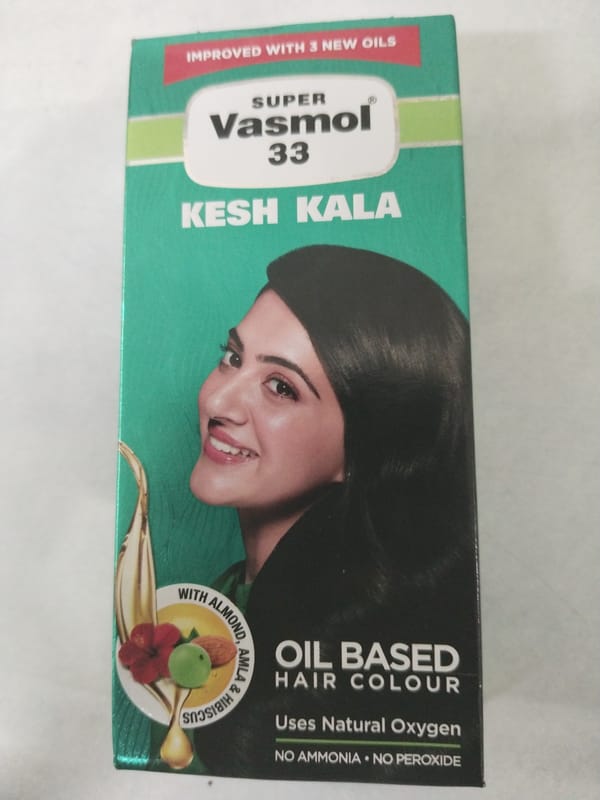 IMPROVED WITH 3 NEW OILS
SUPER
Vasmol®
33
KESH KALA
WITH ALMOND, AMLA & HIBISCUS
OIL BASED
HAIR COLOUR
Uses Natural Oxygen
NO AMMONIA • NO PEROXIDE